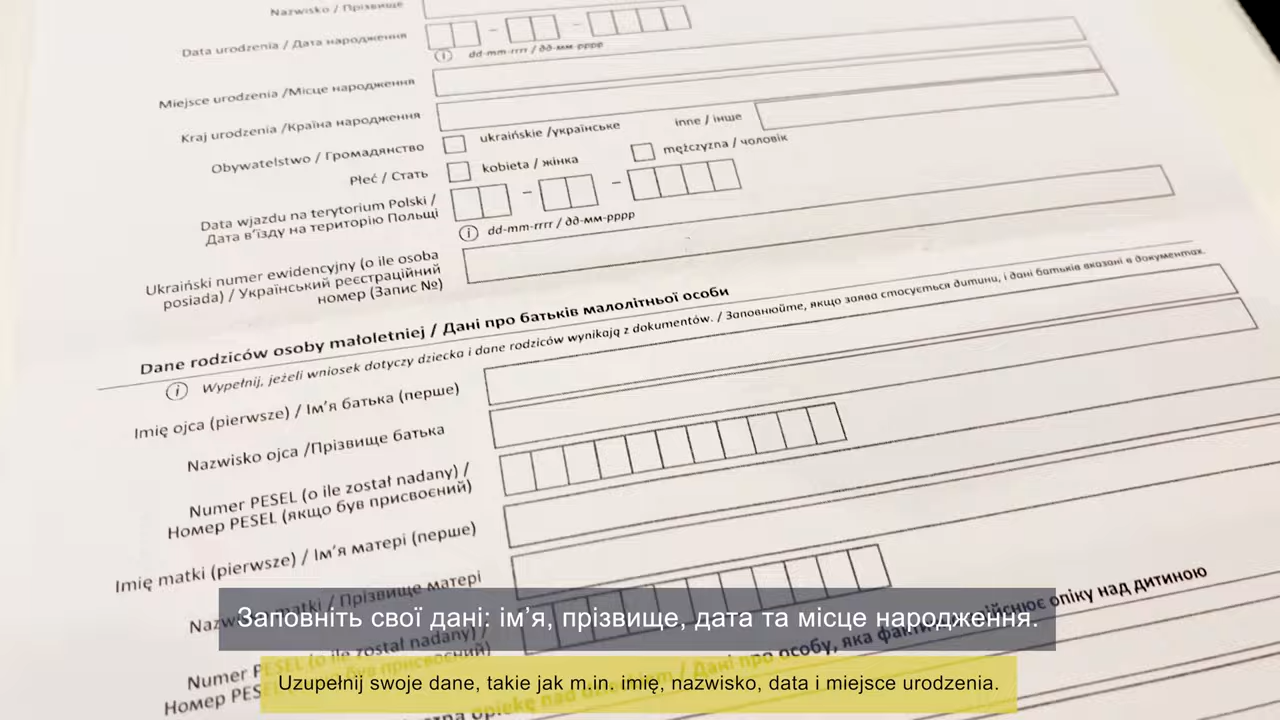 Nazwisko / Прізвище
Data urodzenia / Дата народження
dd-mm-rrrr / дд-мм-рррр
Miejsce urodzenia /Місце народження
Kraj urodzenia /Країна народження
Obywatelstwo / Громадянство
ukraińskie /українське
inne / інше
Płeć / Стать
kobieta / жінка
mężczyzna / чоловік
Data wjazdu na terytorium Polski /
Дата в’їзду на територію Польщі
dd-mm-rrrr / дд-мм-рррр
Ukraiński numer ewidencyjny (o ile osoba
posiada) / Український реєстраційний
номер (Запис №)
Dane rodziców osoby małoletniej / Дані про батьків малолітньої особи
Wypełnij, jeżeli wniosek dotyczy dziecka i dane rodziców wynikają z dokumentów. / Заповнюйте, якщо заява стосується дитини, і дані батьків вказані в документах.
Imię ojca (pierwsze) / Ім’я батька (перше)
Nazwisko ojca /Прізвище батька
Numer PESEL (o ile został nadany) /
Номер PESEL (якщо був присвоєний)
Imię matki (pierwsze) / Ім’я матері (перше)
Nazwisko matki / Прізвище матері
Numer PESEL (o ile został nadany) /
Номер PESEL (якщо був присвоєний)
opiekę nad / Дані про особу, яка фактично здійснює опіку над дитиною
Заповніть свої дані: ім’я, прізвище, дата та місце народження.
Uzupełnij swoje dane, takie jak m.in. imię, nazwisko, data i miejsce urodzenia.